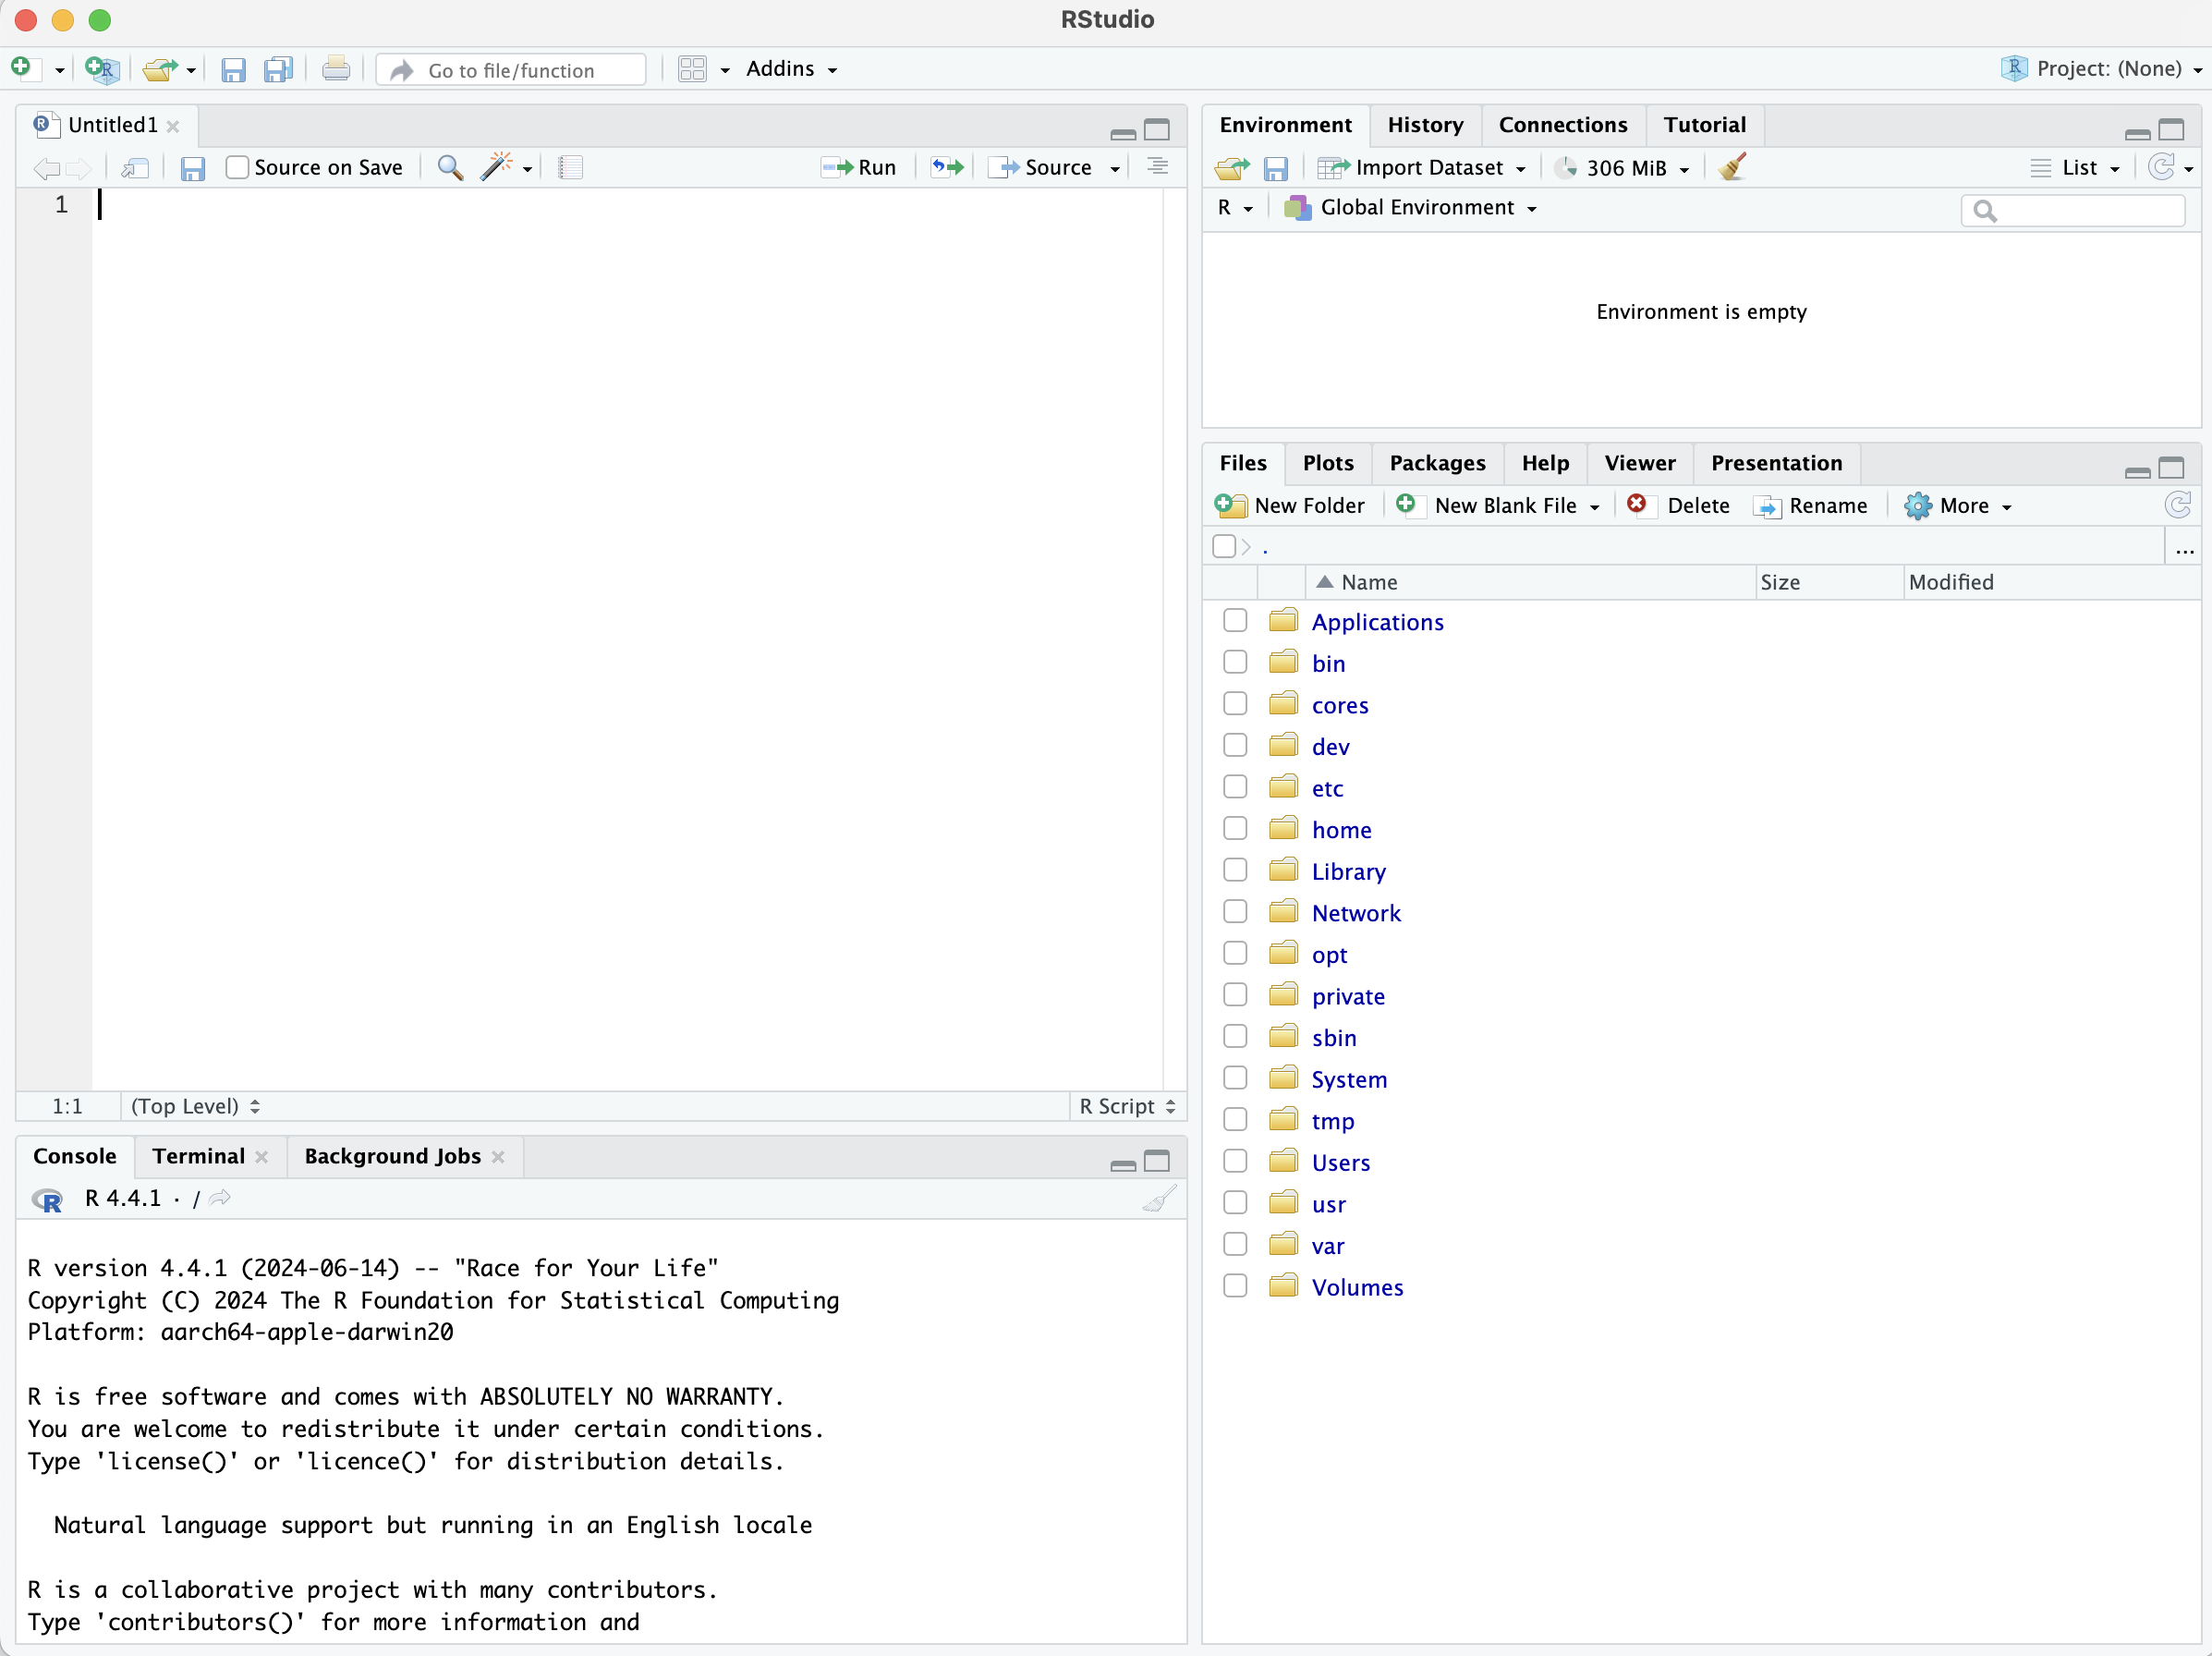 RStudio
Go to file/function Addins Project: (None)
Untitled1
Source on Save Run Source
1
1:1 (Top Level) R Script
Console Terminal Background Jobs
R 4.4.1 · /
R version 4.4.1 (2024-06-14) -- "Race for Your Life"
Copyright (C) 2024 The R Foundation for Statistical Computing
Platform: aarch64-apple-darwin20
R is free software and comes with ABSOLUTELY NO WARRANTY.
You are welcome to redistribute it under certain conditions.
Type 'license()' or 'licence()' for distribution details.
Natural language support but running in an English locale
R is a collaborative project with many contributors.
Type 'contributors()' for more information and
Environment History Connections Tutorial
Import Dataset 306 MiB List
R Global Environment
Environment is empty
Files Plots Packages Help Viewer Presentation
New Folder New Blank File Delete Rename More
. ...
Name Size Modified
Applications
bin
cores
dev
etc
home
Library
Network
opt
private
sbin
System
tmp
Users
usr
var
Volumes